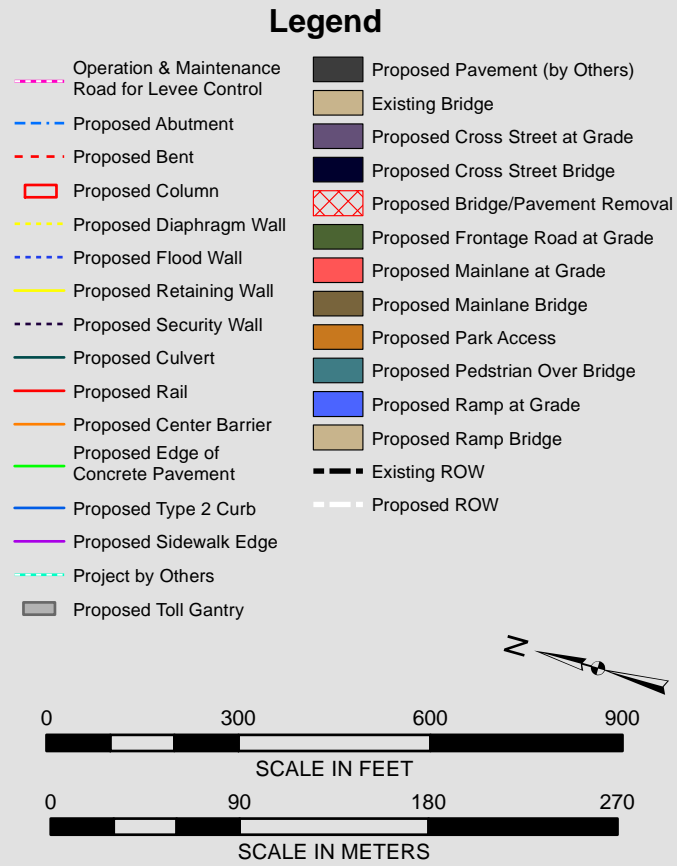 Legend
Operation & Maintenance
Road for Levee Control
Proposed Abutment
Proposed Bent
Proposed Column
Proposed Diaphragm Wall
Proposed Flood Wall
Proposed Retaining Wall
Proposed Security Wall
Proposed Culvert
Proposed Rail
Proposed Center Barrier
Proposed Edge of
Concrete Pavement
Proposed Type 2 Curb
Proposed Sidewalk Edge
Project by Others
Proposed Toll Gantry
Proposed Pavement (by Others)
Existing Bridge
Proposed Cross Street at Grade
Proposed Cross Street Bridge
Proposed Bridge/Pavement Removal
Proposed Frontage Road at Grade
Proposed Mainlane at Grade
Proposed Mainlane Bridge
Proposed Park Access
Proposed Pedstrian Over Bridge
Proposed Ramp at Grade
Proposed Ramp Bridge
Existing ROW
Proposed ROW
N
0 300 600 900
SCALE IN FEET
0 90 180 270
SCALE IN METERS